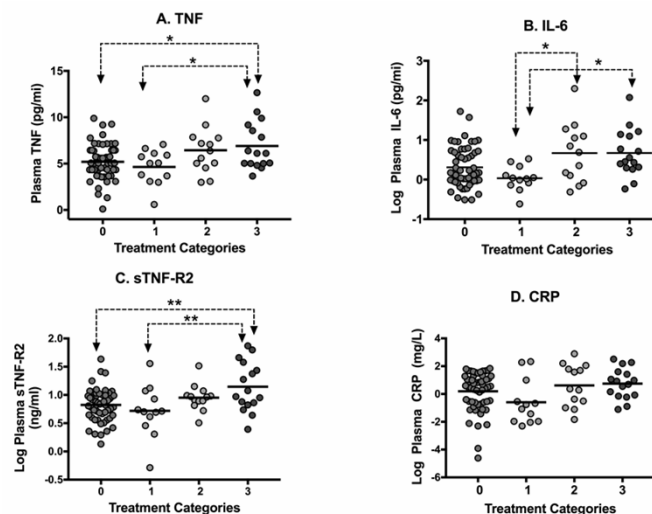 A. TNF
*
*
Plasma TNF (pg/ml)
15
10
5
0
0 1 2 3
Treatment Categories
B. IL-6
*
*
Log Plasma IL-6 (pg/ml)
3
2
1
0
-1
0 1 2 3
Treatment Categories
C. sTNF-R2
**
**
Log Plasma sTNF-R2
(ng/ml)
2.0
1.5
1.0
0.5
0.0
-0.5
0 1 2 3
Treatment Categories
D. CRP
Log Plasma CRP (mg/L)
4
2
0
-2
-4
-6
0 1 2 3
Treatment Categories